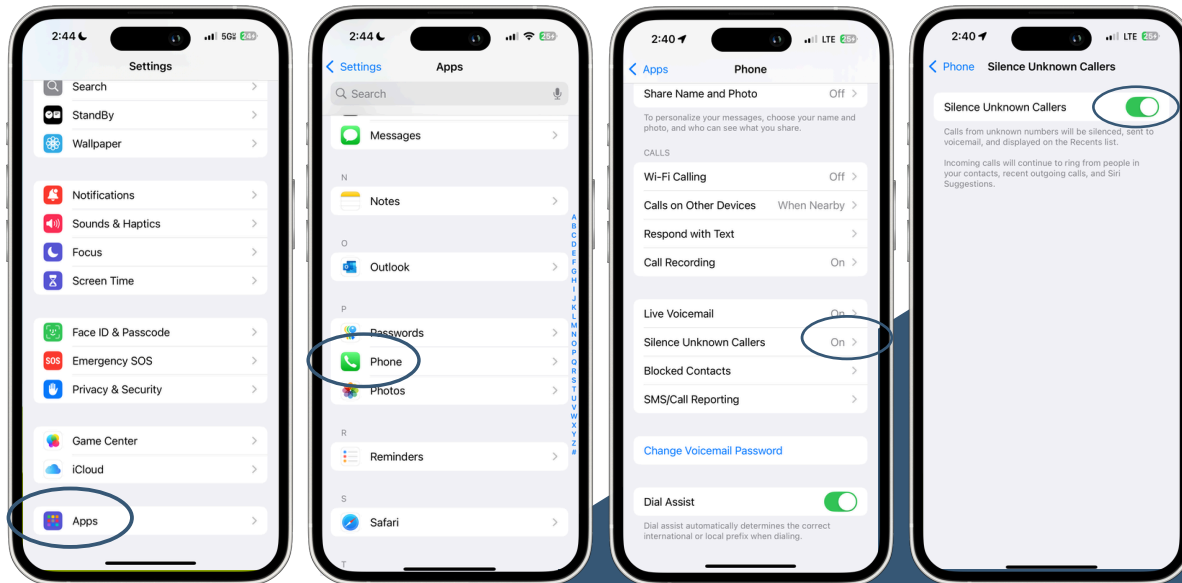 2:44 5G 24+
Settings
Search
StandBy
Wallpaper
Notifications
Sounds & Haptics
Focus
Screen Time
Face ID & Passcode
SOS Emergency SOS
Privacy & Security
Game Center
iCloud
Apps
2:44 25+
Settings Apps
Search
Messages
N
Notes
O
Outlook
P
Passwords
Phone
Photos
R
Reminders
S
Safari
T
A
B
C
D
E
F
G
H
I
J
K
L
M
N
O
P
Q
R
S
T
U
V
W
X
Y
Z
#
2:40 LTE 25+
Apps Phone
Share Name and Photo Off
To personalize your messages, choose your name and
photo, and who can see what you share.
CALLS
Wi-Fi Calling Off
Calls on Other Devices When Nearby
Respond with Text
Call Recording On
Live Voicemail On
Silence Unknown Callers On
Blocked Contacts
SMS/Call Reporting
Change Voicemail Password
Dial Assist
Dial assist automatically determines the correct
international or local prefix when dialing.
2:40 LTE 25+
Phone Silence Unknown Callers
Silence Unknown Callers
Calls from unknown numbers will be silenced, sent to
voicemail, and displayed on the Recents list.
Incoming calls will continue to ring from people in
your contacts, recent outgoing calls, and Siri
Suggestions.